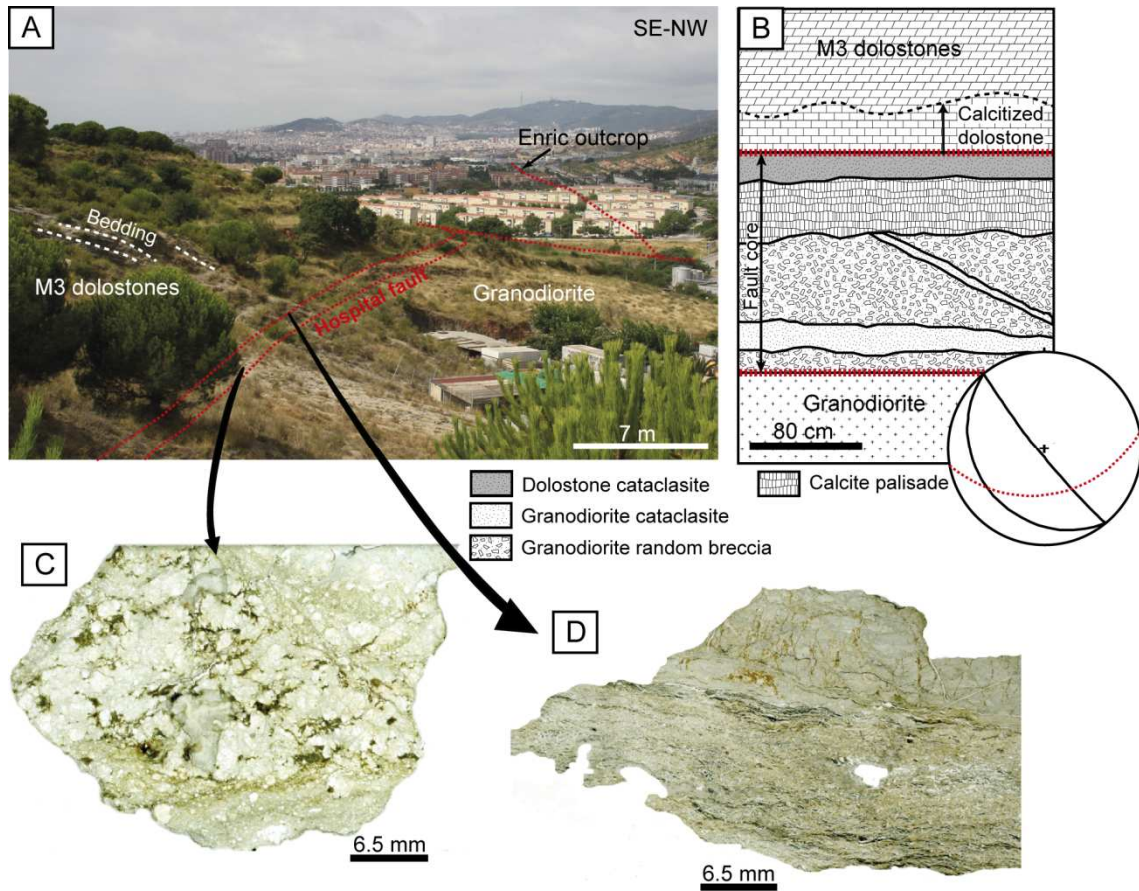 A
SE-NW
Enric outcrop
Bedding
M3 dolostones
Hospital fault
Granodiorite
7 m
B
M3 dolostones
Calcitized
dolostone
Fault core
Granodiorite
80 cm
Calcite palisade
Dolostone cataclasite
Granodiorite cataclasite
Granodiorite random breccia
C
6.5 mm
D
6.5 mm